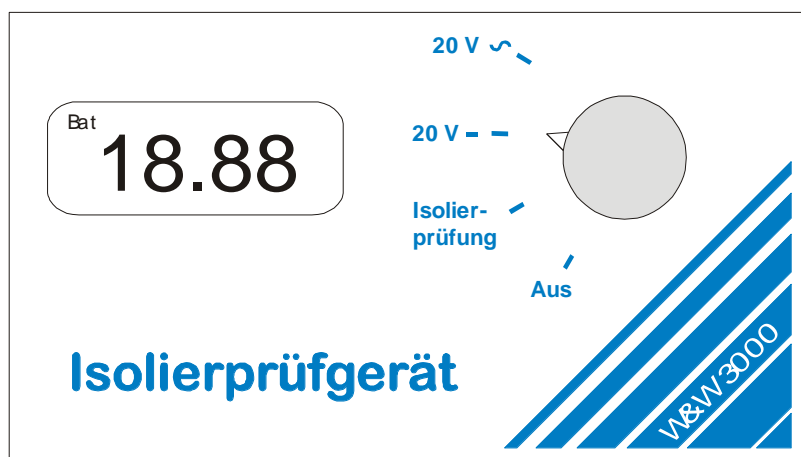 20 V ∿
Bat
18.88
20 V
Isolier-
prüfung
Aus
Isolierprüfgerät
W&W3000